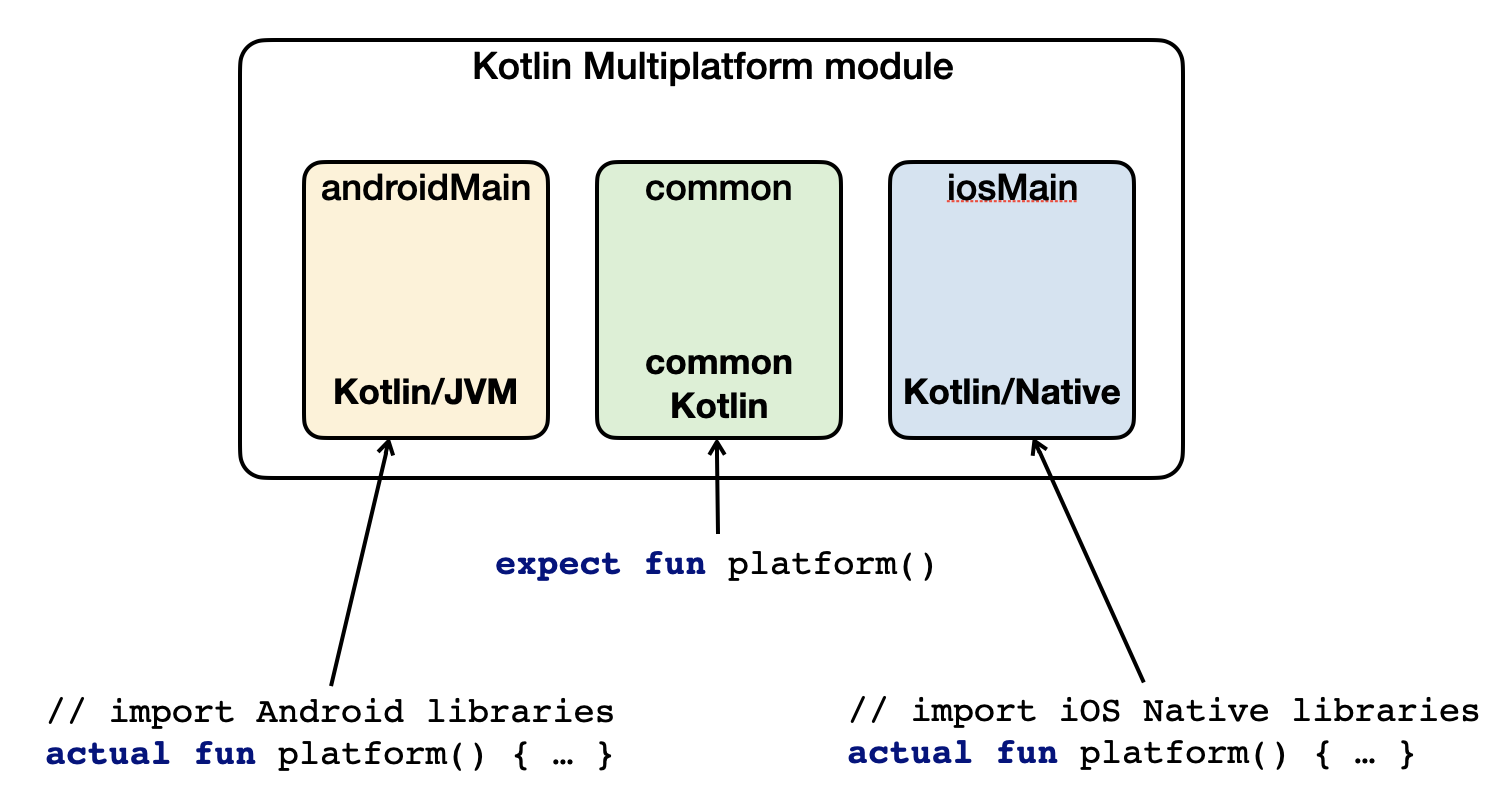 Kotlin Multiplatform module
androidMain
common
iosMain
Kotlin/JVM
common
Kotlin
Kotlin/Native
expect fun platform()
// import Android libraries
actual fun platform() { … }
// import iOS Native libraries
actual fun platform() { … }